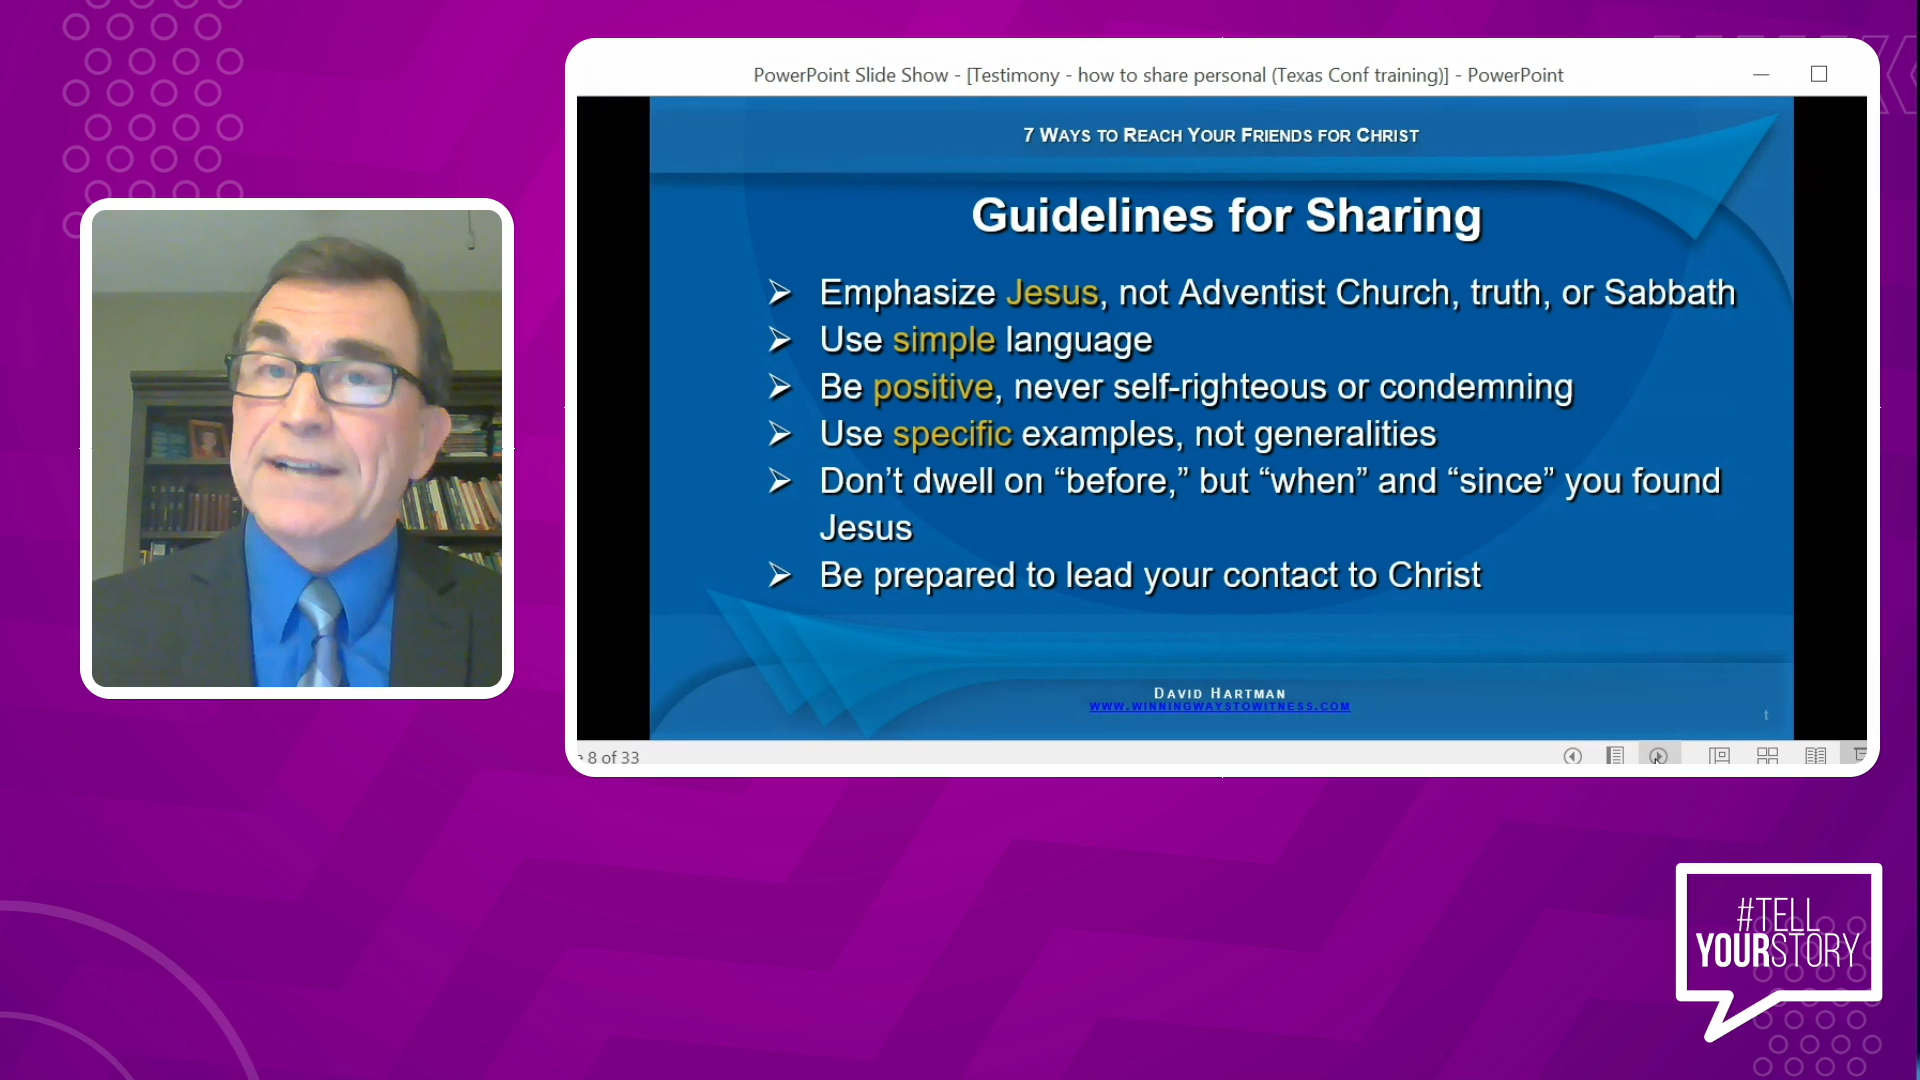 PowerPoint Slide Show - [Testimony - how to share personal (Texas Conf training)] - PowerPoint
7 WAYS TO REACH YOUR FRIENDS FOR CHRIST
Guidelines for Sharing
➢ Emphasize Jesus, not Adventist Church, truth, or Sabbath
➢ Use simple language
➢ Be positive, never self-righteous or condemning
➢ Use specific examples, not generalities
➢ Don’t dwell on “before,” but “when” and “since” you found
Jesus
➢ Be prepared to lead your contact to Christ
DAVID HARTMAN
WWW.WINNINGWAYSTOWITNESS.COM
t
8 of 33
#TELL
YOURSTORY